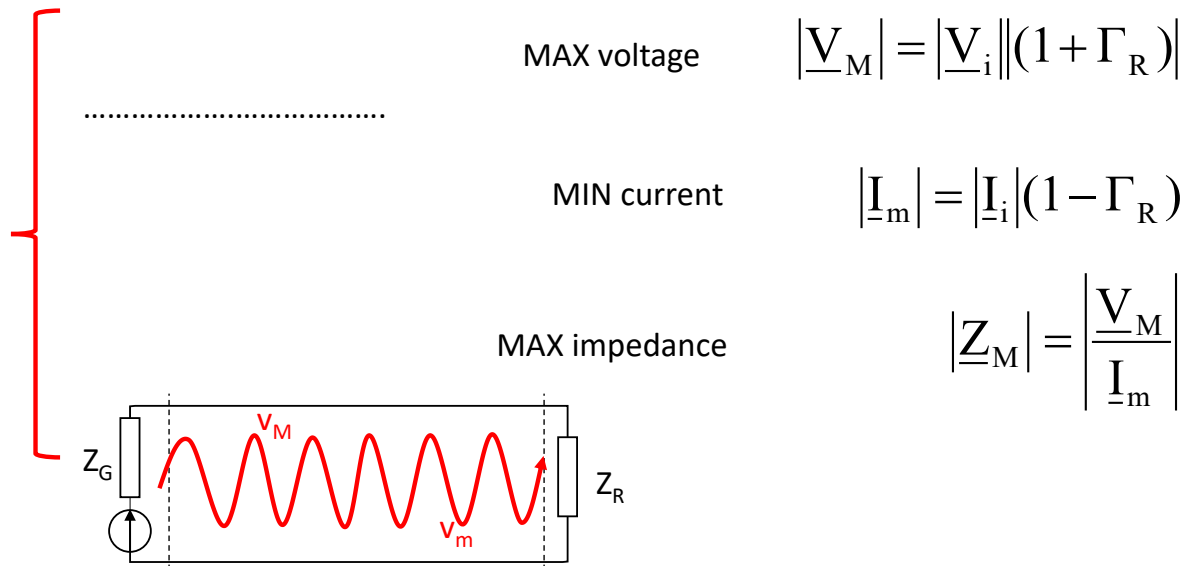 MAX voltage |V_M| = |V_i||(1 + Γ_R)|
………………..……………….
MIN current |I_m| = |I_i|(1 − Γ_R)
MAX impedance |Z_M| = |V_M / I_m|
v_M
Z_G
Z_R
v_m